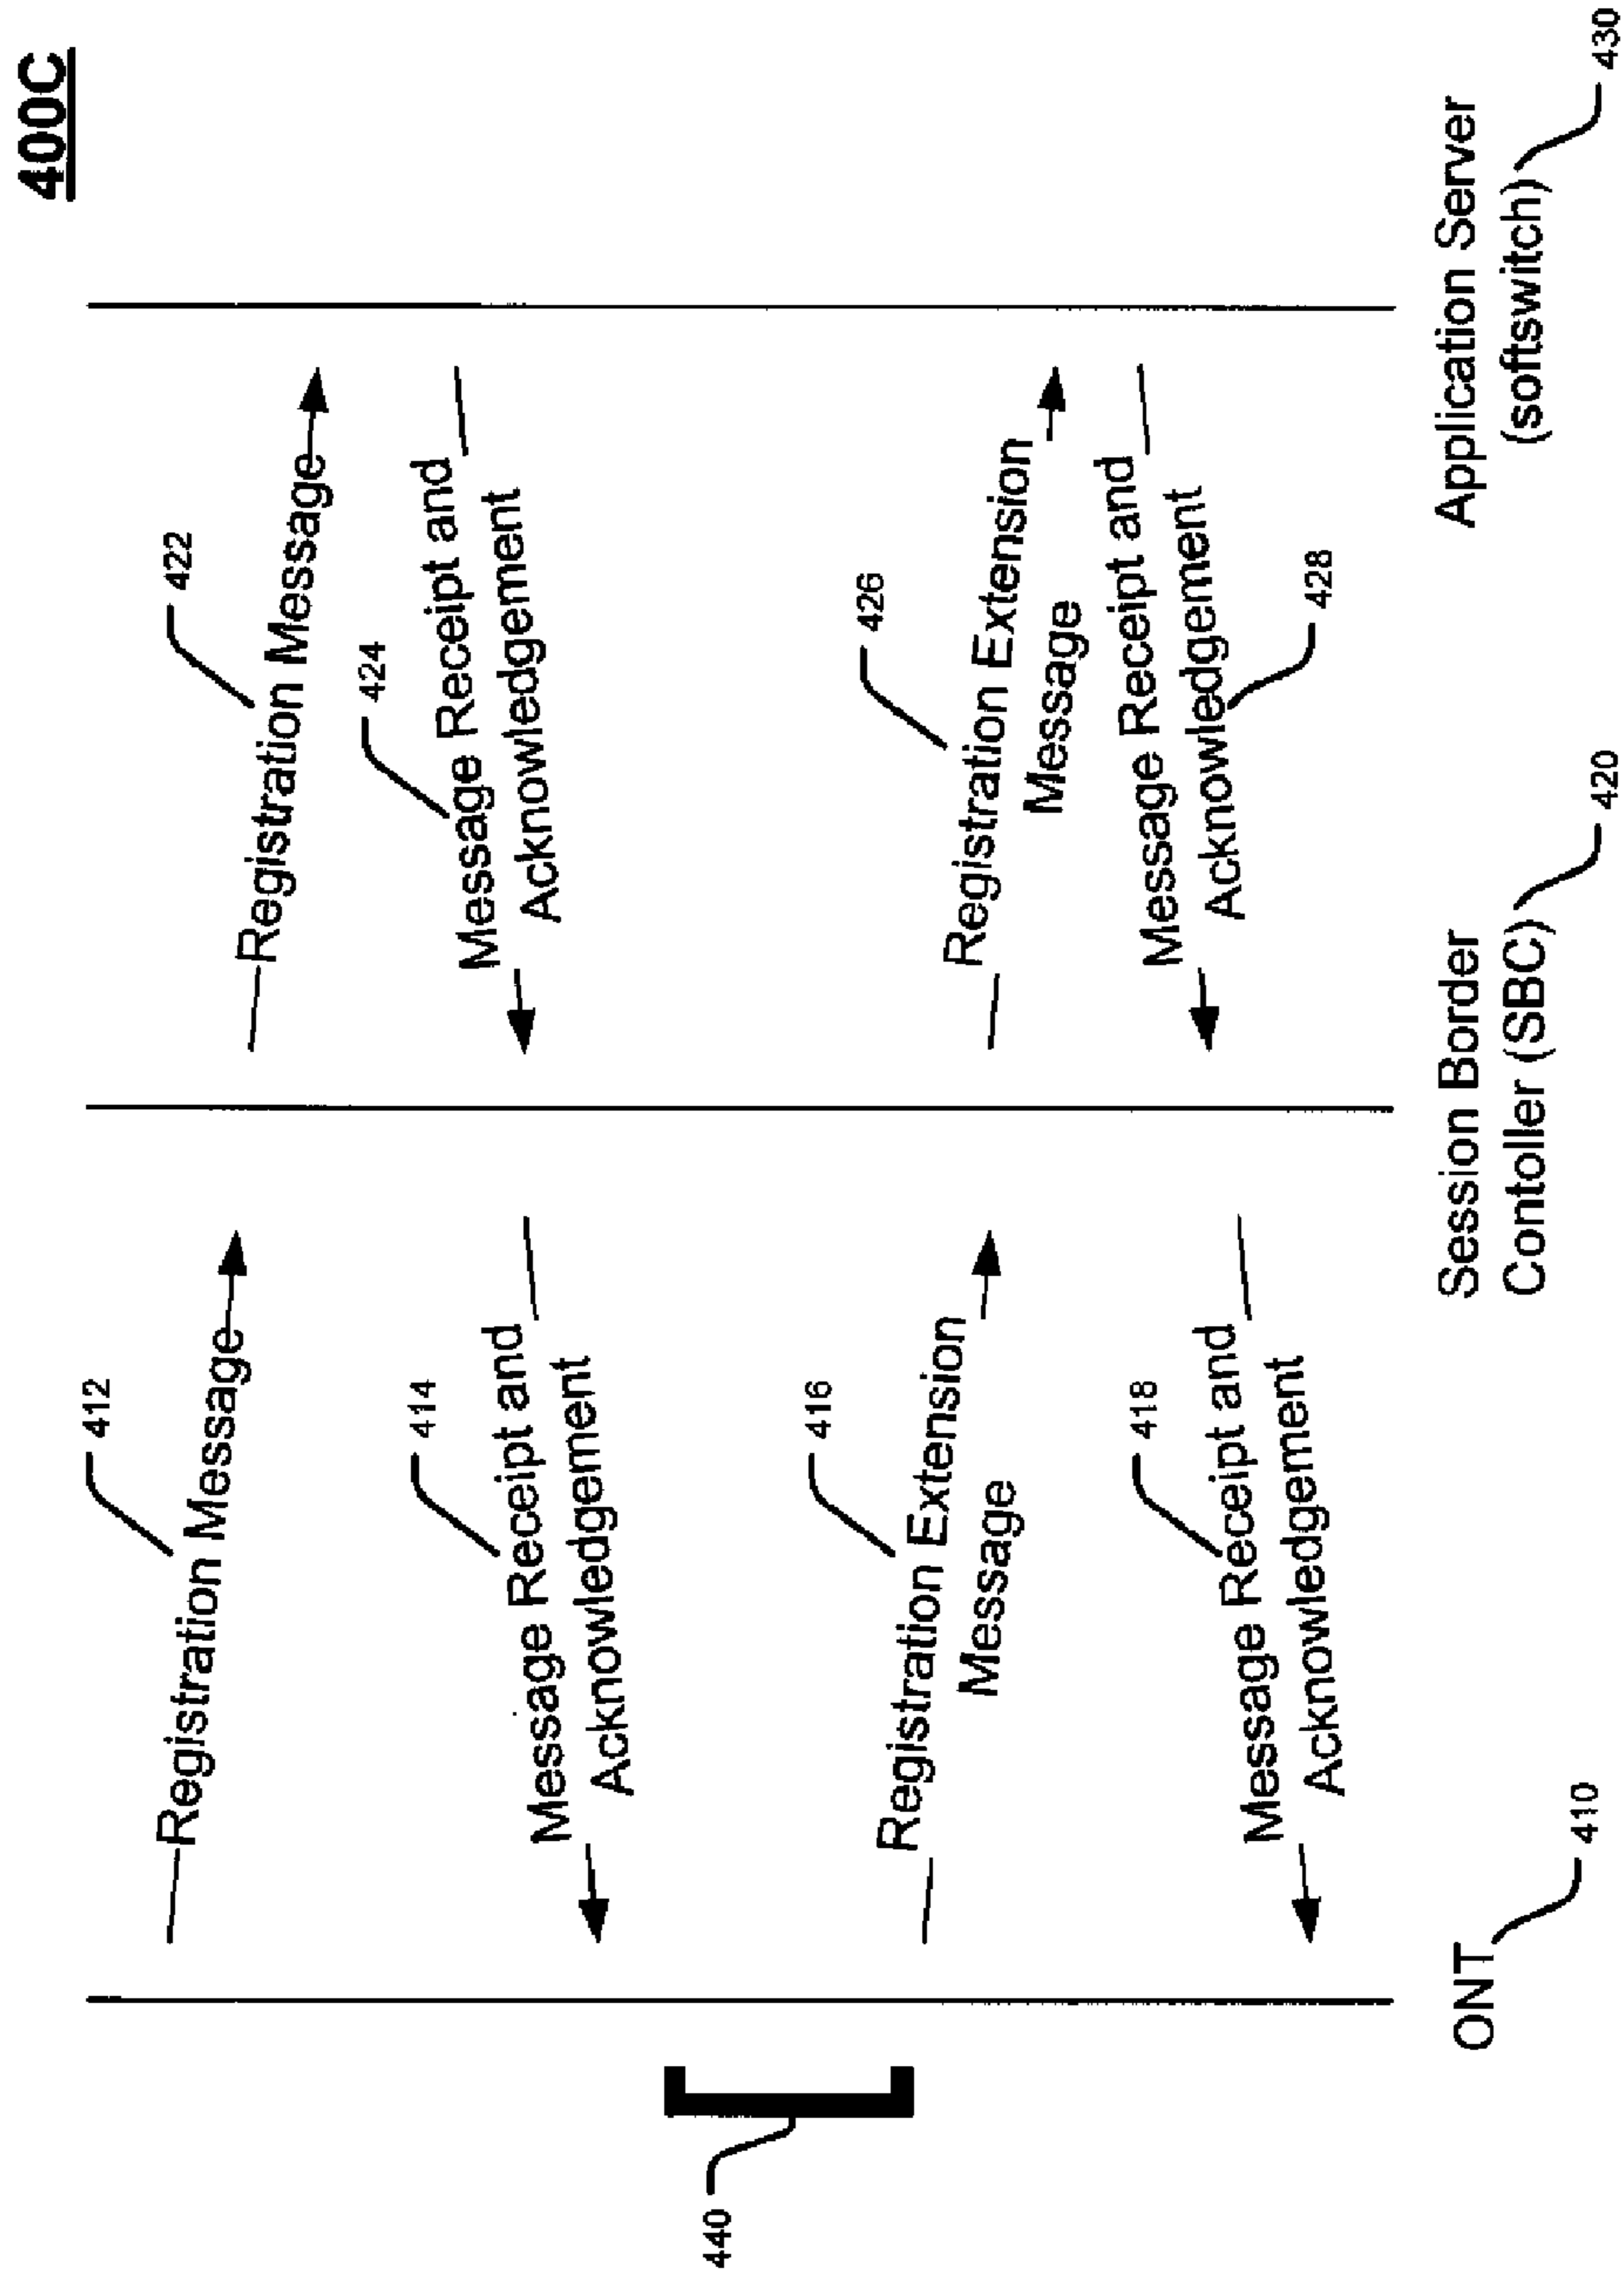 400C
412
Registration Message
422
Registration Message
424
Message Receipt and
Acknowledgement
414
Message Receipt and
Acknowledgement
440
416
Registration Extension
Message
426
Registration Extension
Message
Message Receipt and
Acknowledgement
428
418
Message Receipt and
Acknowledgement
ONT
410
Session Border
Contoller (SBC)
420
Application Server
(softswitch)
430